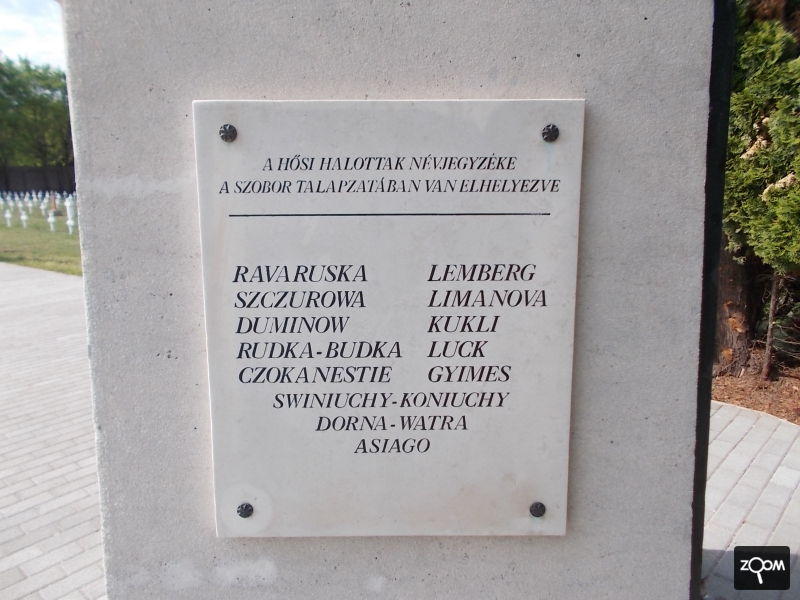 A HŐSI HALOTTAK NÉVJEGYZÉKE
A SZOBOR TALAPZATÁBAN VAN ELHELYEZVE
RAVARUSKA LEMBERG
SZCZUROWA LIMANOVA
DUMINOW KUKLI
RUDKA-BUDKA LUCK
CZOKANESTIE GYIMES
SWINIUCHY-KONIUCHY
DORNA-WATRA
ASIAGO
ZOOM